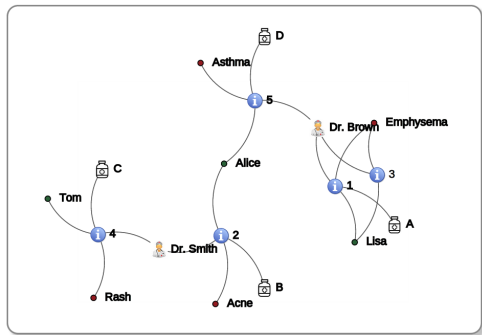 D
Asthma
5
Dr. Brown
Emphysema
C
Alice
3
1
Tom
A
4
2
Lisa
Dr. Smith
B
Rash
Acne